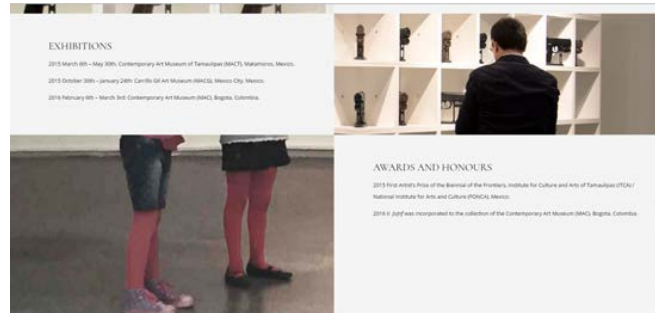 EXHIBITIONS
2015 March 6th – May 30th. Contemporary Art Museum of Tamaulipas (MACT), Matamoros, Mexico.
2015 October 30th – January 24th: Carrillo Gil Art Museum (MACG), Mexico City, Mexico.
2016 February 6th – March 3rd: Contemporary Art Museum (MAC), Bogota, Colombia.
AWARDS AND HONOURS
2015 First Artist's Prize of the Biennial of the Frontiers, Institute for Culture and Arts of Tamaulipas (ITCA) /
National Institute for Arts and Culture (FONCA), Mexico.
2016 was incorporated to the collection of the Contemporary Art Museum (MAC), Bogota, Colombia.